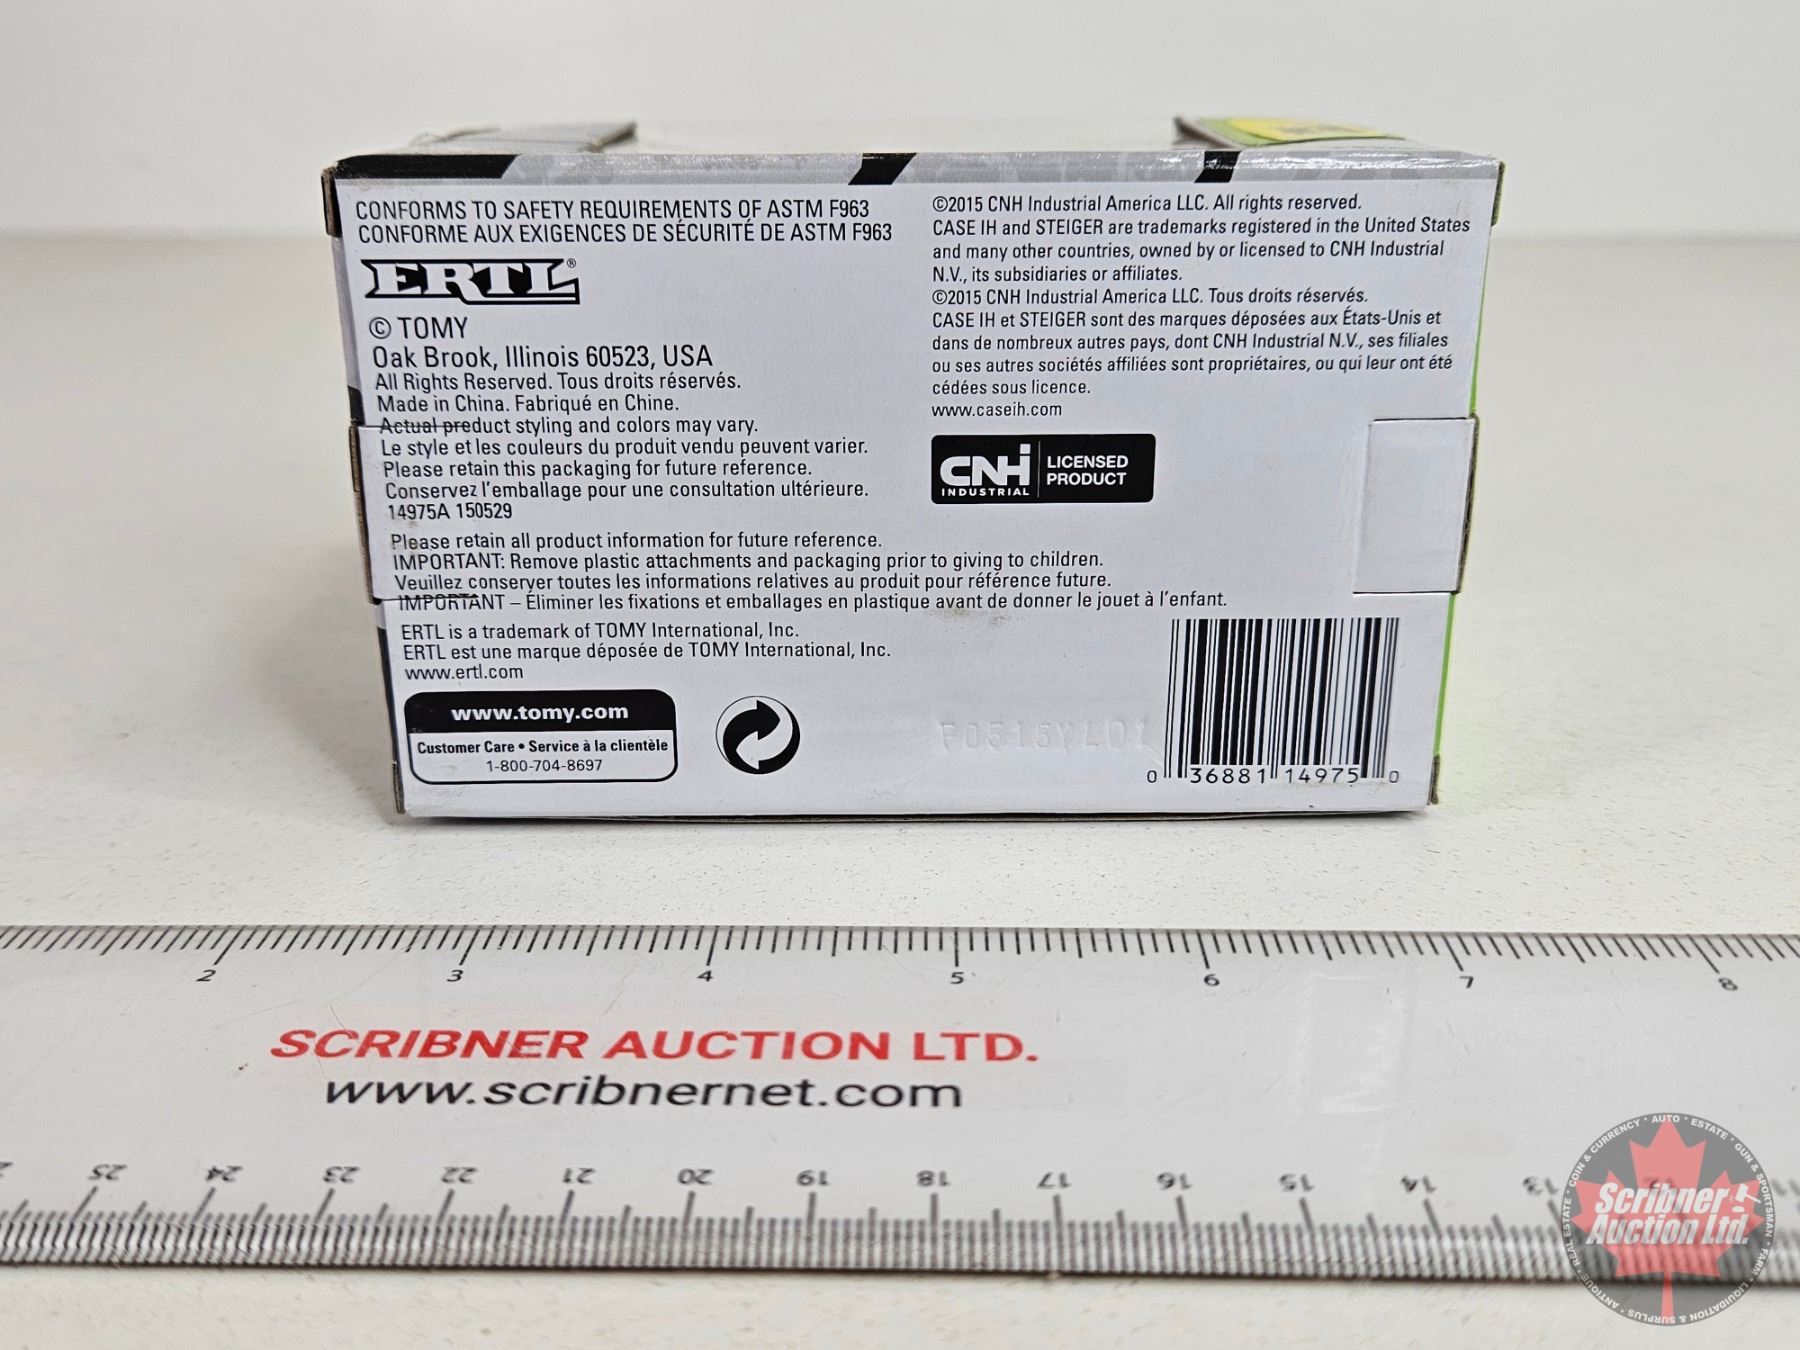 CONFORMS TO SAFETY REQUIREMENTS OF ASTM F963
CONFORME AUX EXIGENCES DE SÉCURITÉ DE ASTM F963
ERTL®
© TOMY
Oak Brook, Illinois 60523, USA
All Rights Reserved. Tous droits réservés.
Made in China. Fabriqué en Chine.
Actual product styling and colors may vary.
Le style et les couleurs du produit vendu peuvent varier.
Please retain this packaging for future reference.
Conservez l'emballage pour une consultation ultérieure.
14975A 150529
Please retain all product information for future reference.
IMPORTANT: Remove plastic attachments and packaging prior to giving to children.
Veuillez conserver toutes les informations relatives au produit pour référence future.
IMPORTANT – Éliminer les fixations et emballages en plastique avant de donner le jouet à l'enfant.
ERTL is a trademark of TOMY International, Inc.
ERTL est une marque déposée de TOMY International, Inc.
www.ertl.com
www.tomy.com
Customer Care • Service à la clientèle
1-800-704-8697
©2015 CNH Industrial America LLC. All rights reserved.
CASE IH and STEIGER are trademarks registered in the United States
and many other countries, owned by or licensed to CNH Industrial
N.V., its subsidiaries or affiliates.
©2015 CNH Industrial America LLC. Tous droits réservés.
CASE IH et STEIGER sont des marques déposées aux États-Unis et
dans de nombreux autres pays, dont CNH Industrial N.V., ses filiales
ou ses autres sociétés affiliées sont propriétaires, ou qui leur ont été
cédées sous licence.
www.caseih.com
CNH INDUSTRIAL
LICENSED
PRODUCT
0 36881 14975 0
2 3 4 5 6 7 8
SCRIBNER AUCTION LTD.
www.scribnernet.com
25 24 23 22 21 20 19 18 17 16 15 14 13
Scribner
Auction Ltd.
COIN & CURRENCY • AUTO • ESTATE • GUN & SPORTSMAN • FARM • LIQUIDATION & SURPLUS • ANTIQUE • REAL ESTATE